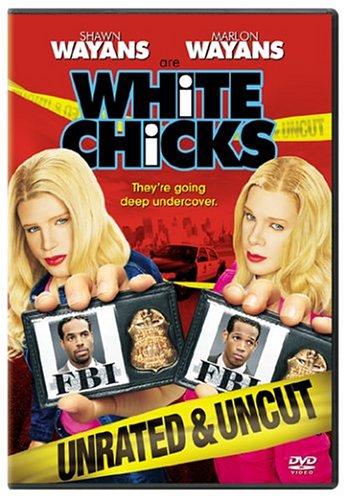 SHAWN MARLON
WAYANS WAYANS
are
WHiTE
CHiCKS
They're going
deep undercover.
& UNCUT
FBI FBI
UNRATED & UNCUT
DVD
VIDEO